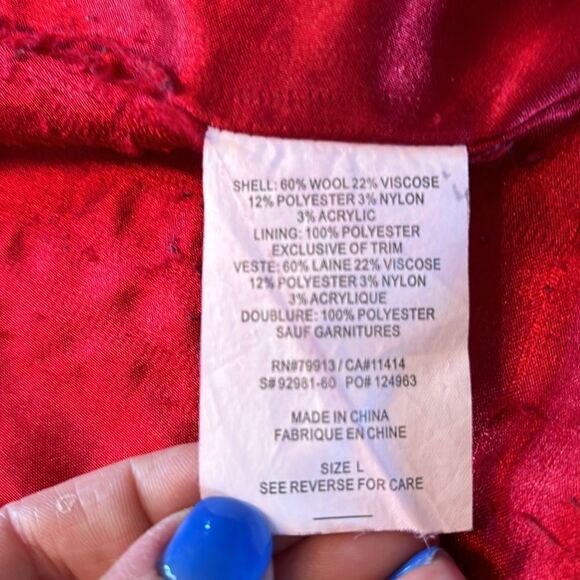 SHELL: 60% WOOL 22% VISCOSE
12% POLYESTER 3% NYLON
3% ACRYLIC
LINING: 100% POLYESTER
EXCLUSIVE OF TRIM
VESTE: 60% LAINE 22% VISCOSE
12% POLYESTER 3% NYLON
3% ACRYLIQUE
DOUBLURE: 100% POLYESTER
SAUF GARNITURES
RN#79913 / CA#11414
S# 92981-60 PO# 124963
MADE IN CHINA
FABRIQUE EN CHINE
SIZE L
SEE REVERSE FOR CARE